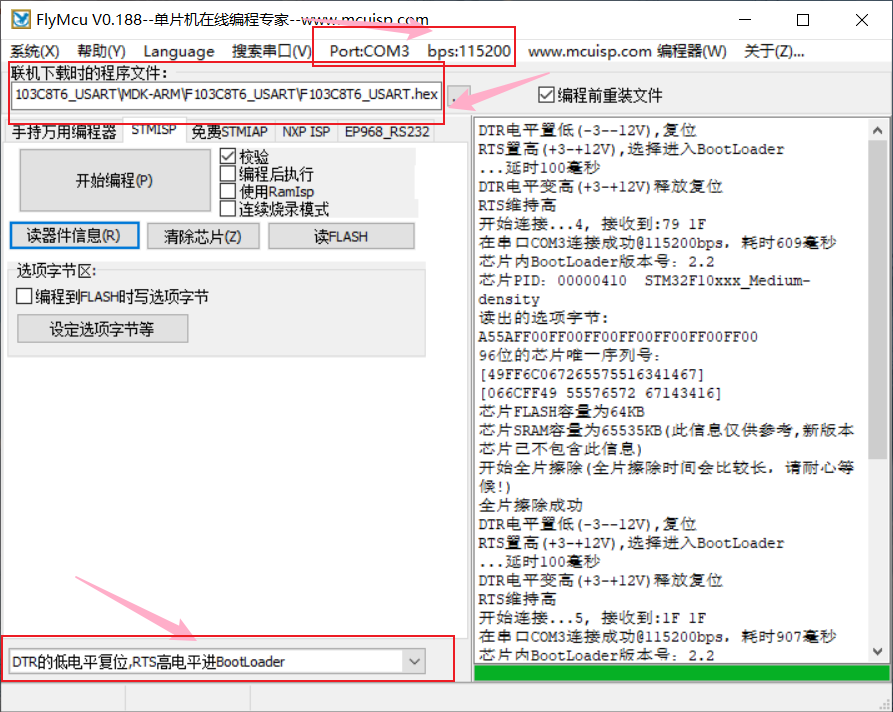 FlyMcu V0.188--单片机在线编程专家--www.mcuisp.com
系统(X) 帮助(Y) Language 搜索串口(V) Port:COM3 bps:115200 www.mcuisp.com 编程器(W) 关于(Z)...
联机下载时的程序文件:
103C8T6_USART\MDK-ARM\F103C8T6_USART\F103C8T6_USART.hex
编程前重装文件
手持万用编程器 STMISP 免费STMIAP NXP ISP EP968_RS232
开始编程(P)
校验
编程后执行
使用RamIsp
连续烧录模式
读器件信息(R) 清除芯片(Z) 读FLASH
选项字节区:
编程到FLASH时写选项字节
设定选项字节等
DTR的低电平复位,RTS高电平进BootLoader
DTR电平置低(-3--12V),复位
RTS置高(+3-+12V),选择进入BootLoader
...延时100毫秒
DTR电平变高(+3-+12V)释放复位
RTS维持高
开始连接...4, 接收到:79 1F
在串口COM3连接成功@115200bps, 耗时609毫秒
芯片内BootLoader版本号: 2.2
芯片PID: 00000410 STM32F10xxx_Medium-
density
读出的选项字节:
A55AFF00FF00FF00FF00FF00FF00FF00
96位的芯片唯一序列号:
[49FF6C067265575516341467]
[066CFF49 55576572 67143416]
芯片FLASH容量为64KB
芯片SRAM容量为65535KB(此信息仅供参考,新版本
芯片已不包含此信息)
开始全片擦除(全片擦除时间会比较长, 请耐心等
候!)
全片擦除成功
DTR电平置低(-3--12V),复位
RTS置高(+3-+12V),选择进入BootLoader
...延时100毫秒
DTR电平变高(+3-+12V)释放复位
RTS维持高
开始连接...5, 接收到:1F 1F
在串口COM3连接成功@115200bps, 耗时907毫秒
芯片内BootLoader版本号: 2.2